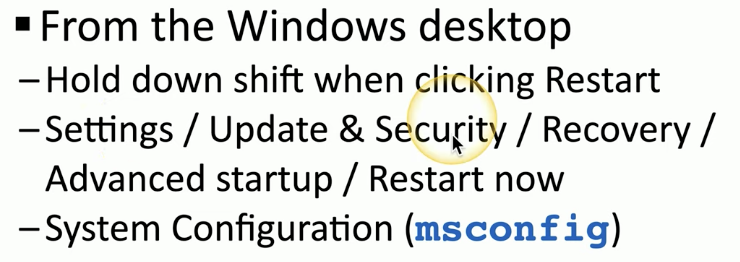 ▪ From the Windows desktop
– Hold down shift when clicking Restart
– Settings / Update & Security / Recovery /
Advanced startup / Restart now
– System Configuration (msconfig)